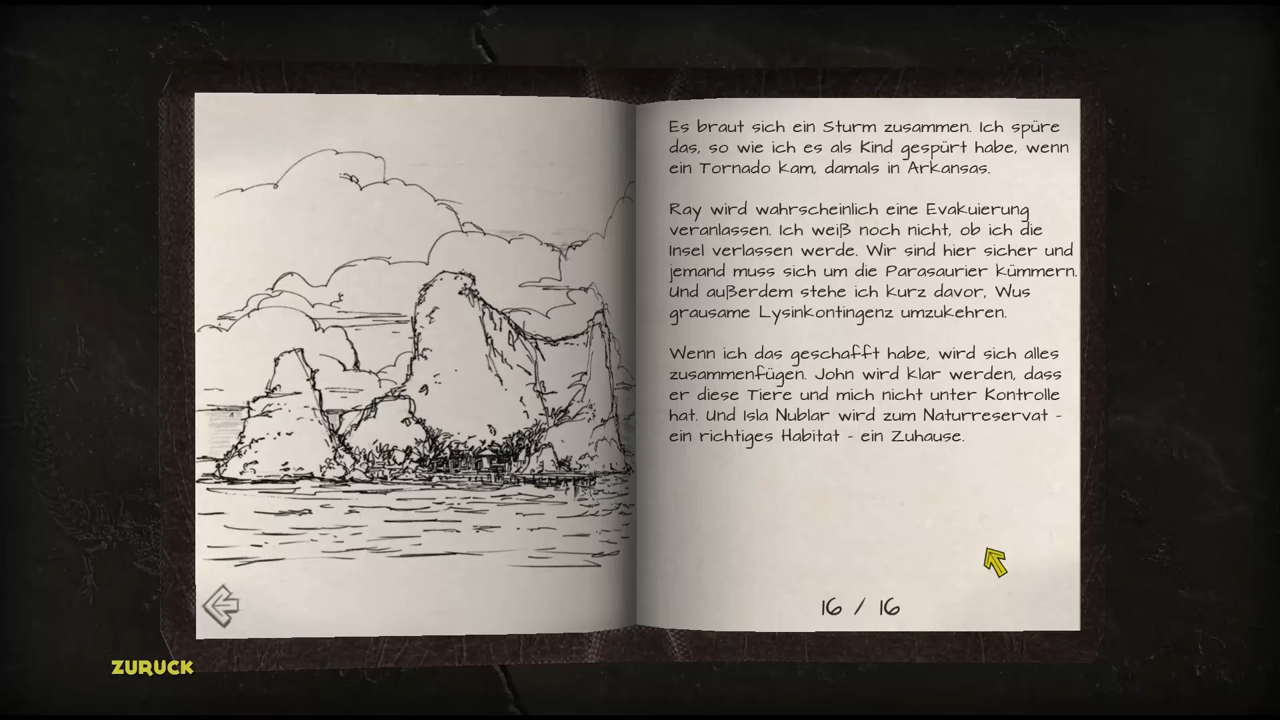 Es braut sich ein Sturm zusammen. Ich spüre
das, so wie ich es als Kind gespürt habe, wenn
ein Tornado kam, damals in Arkansas.
Ray wird wahrscheinlich eine Evakuierung
veranlassen. Ich weiß noch nicht, ob ich die
Insel verlassen werde. Wir sind hier sicher und
jemand muss sich um die Parasaurier kümmern.
Und außerdem stehe ich kurz davor, Wus
grausame Lysinkontingenz umzukehren.
Wenn ich das geschafft habe, wird sich alles
zusammenfügen. John wird klar werden, dass
er diese Tiere und mich nicht unter Kontrolle
hat. Und Isla Nublar wird zum Naturreservat -
ein richtiges Habitat - ein Zuhause.
16 / 16
ZURUCK